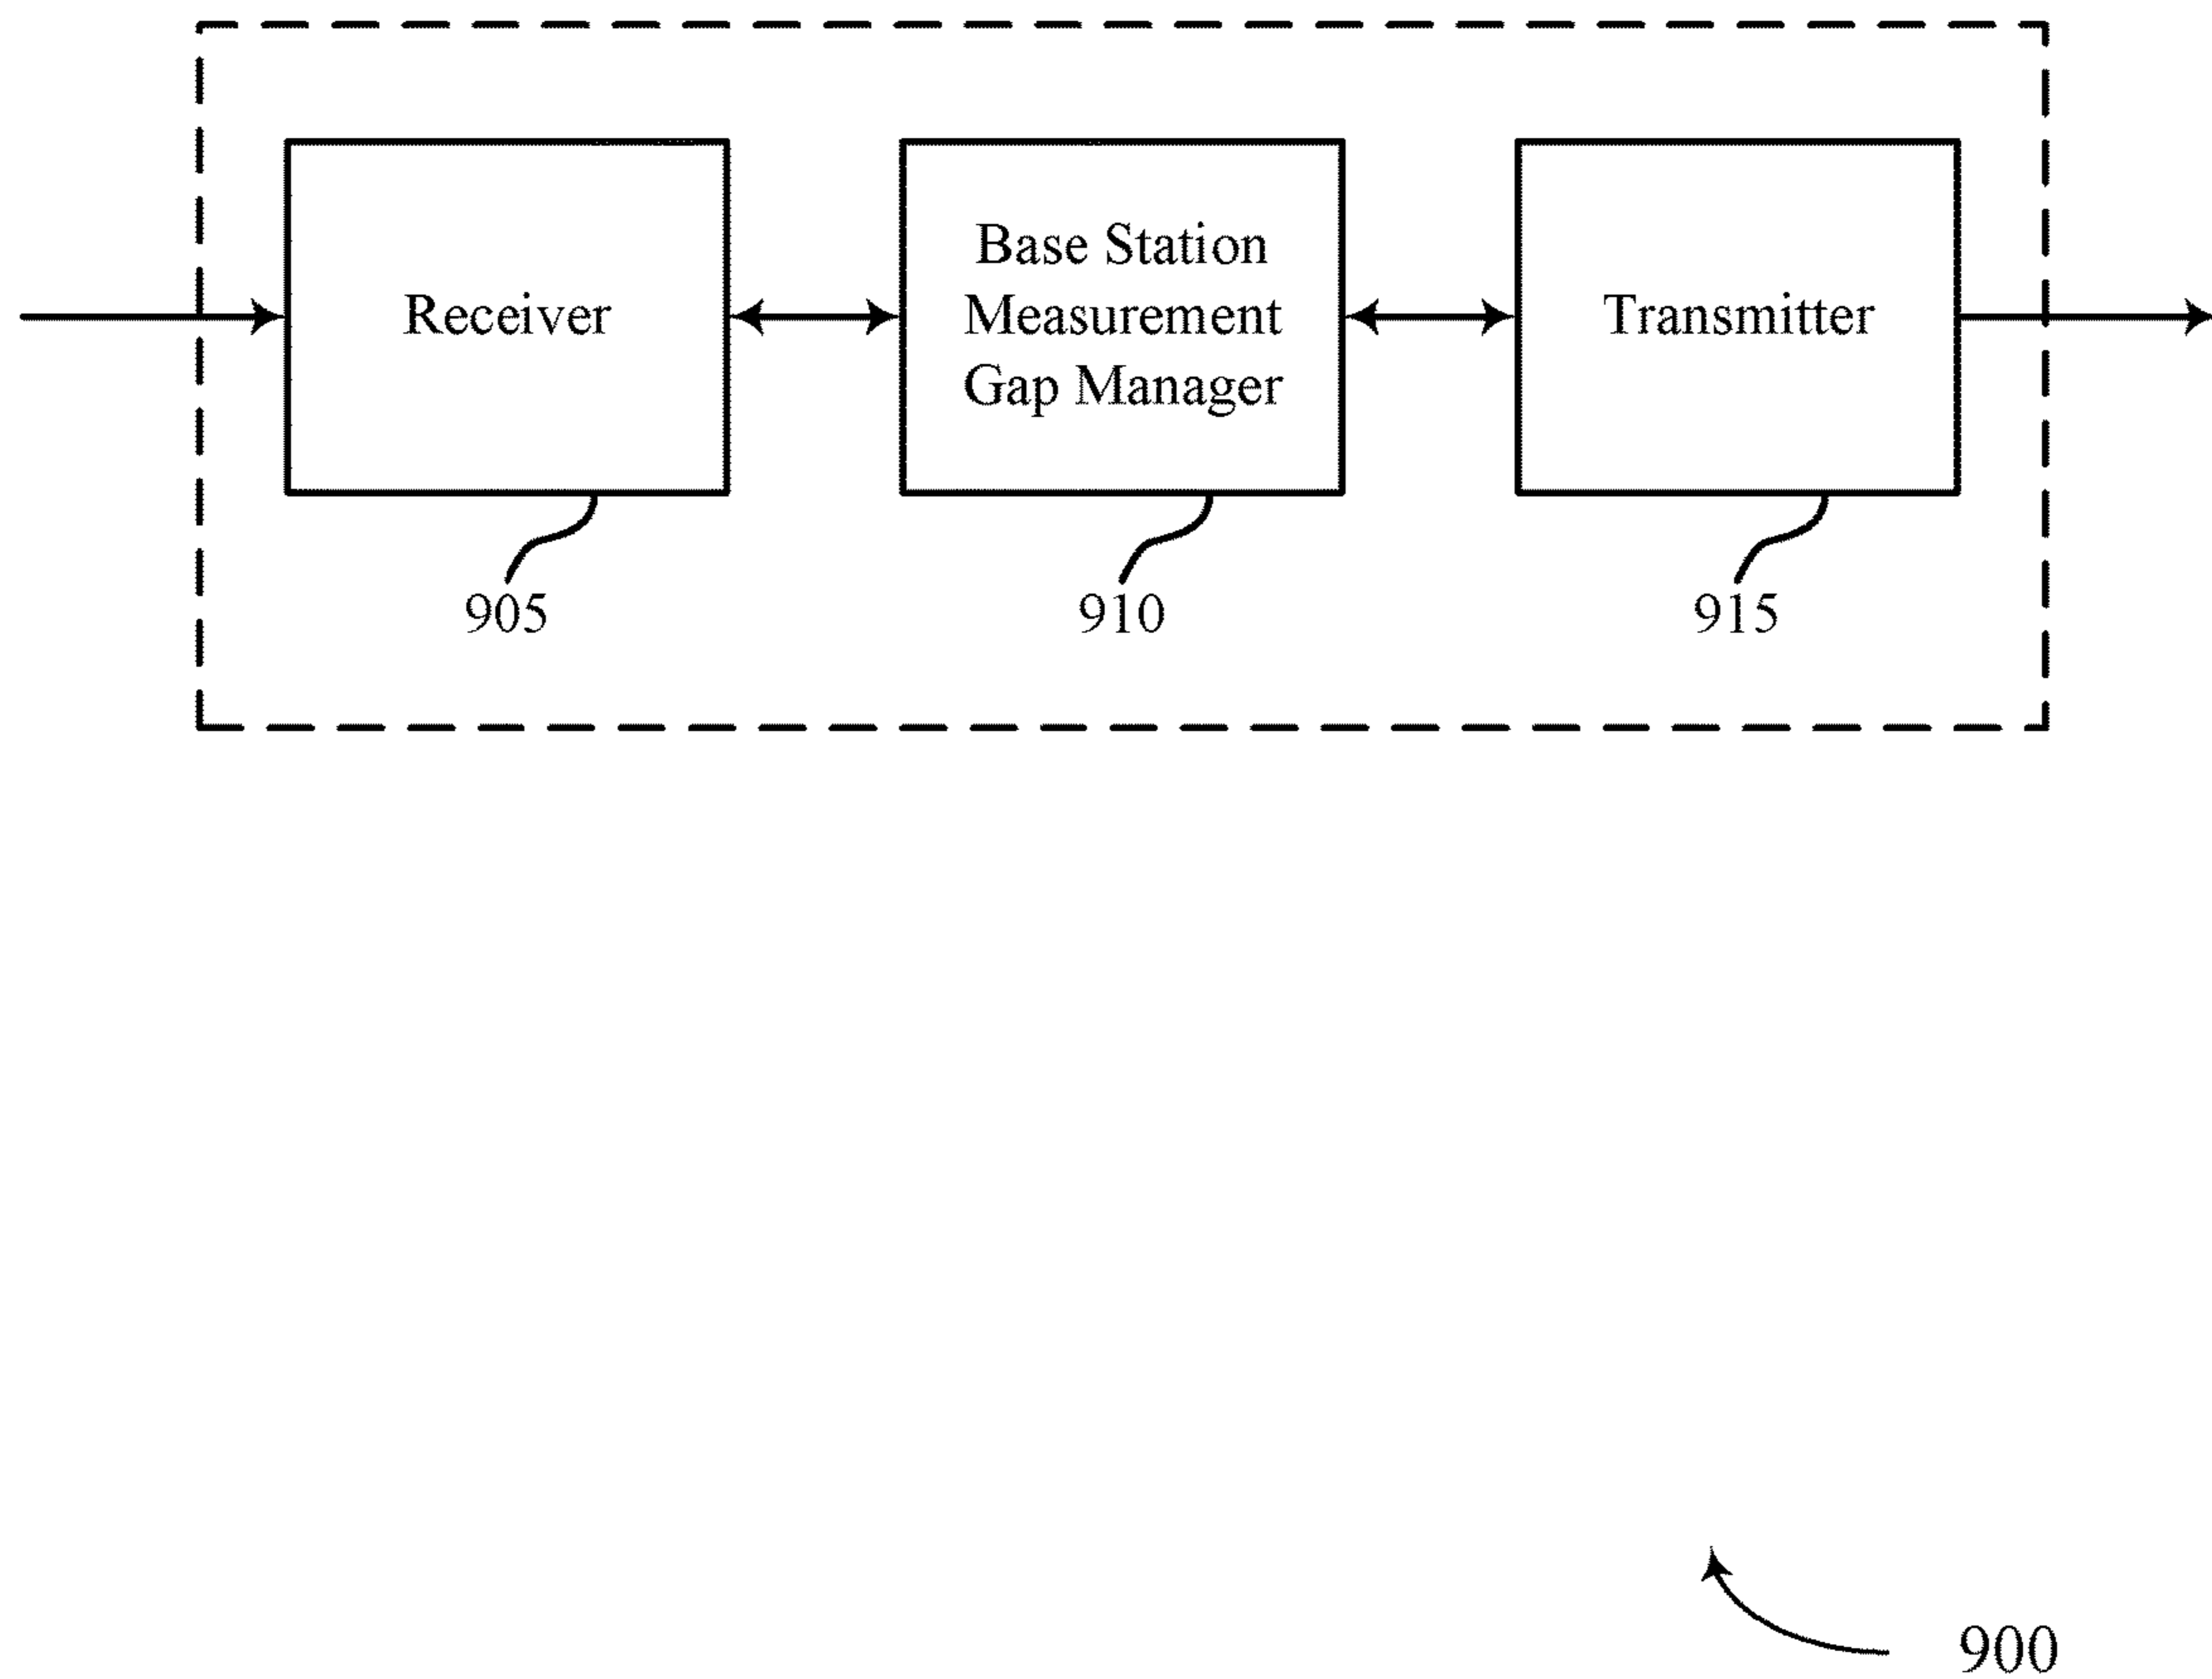 Receiver
Base Station
Measurement
Gap Manager
Transmitter
905
910
915
900